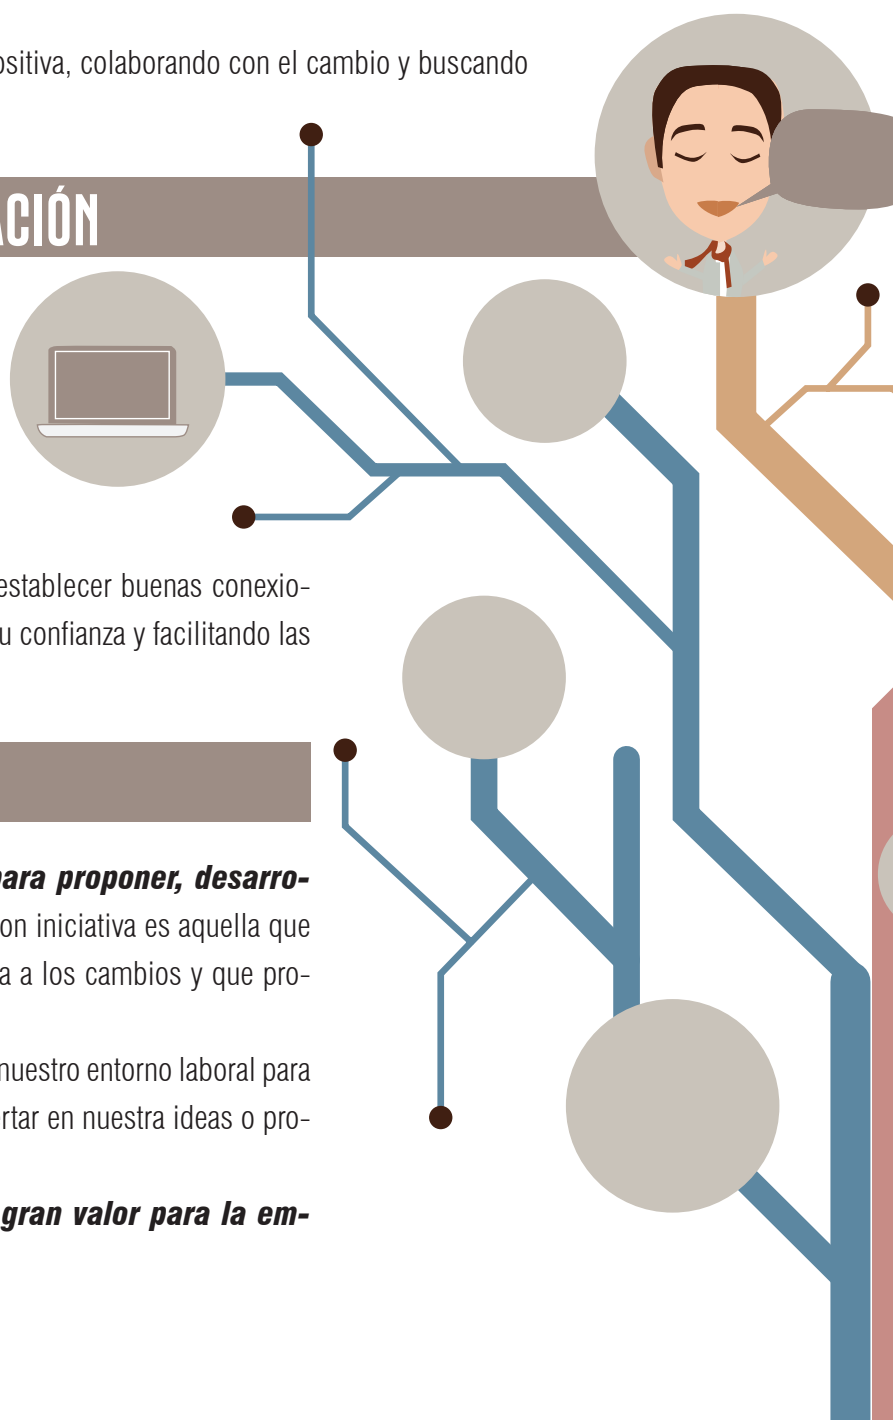 ositiva, colaborando con el cambio y buscando
ACIÓN
establecer buenas conexio-
u confianza y facilitando las
para proponer, desarro-
on iniciativa es aquella que
a a los cambios y que pro-
nuestro entorno laboral para
rtar en nuestra ideas o pro-
gran valor para la em-